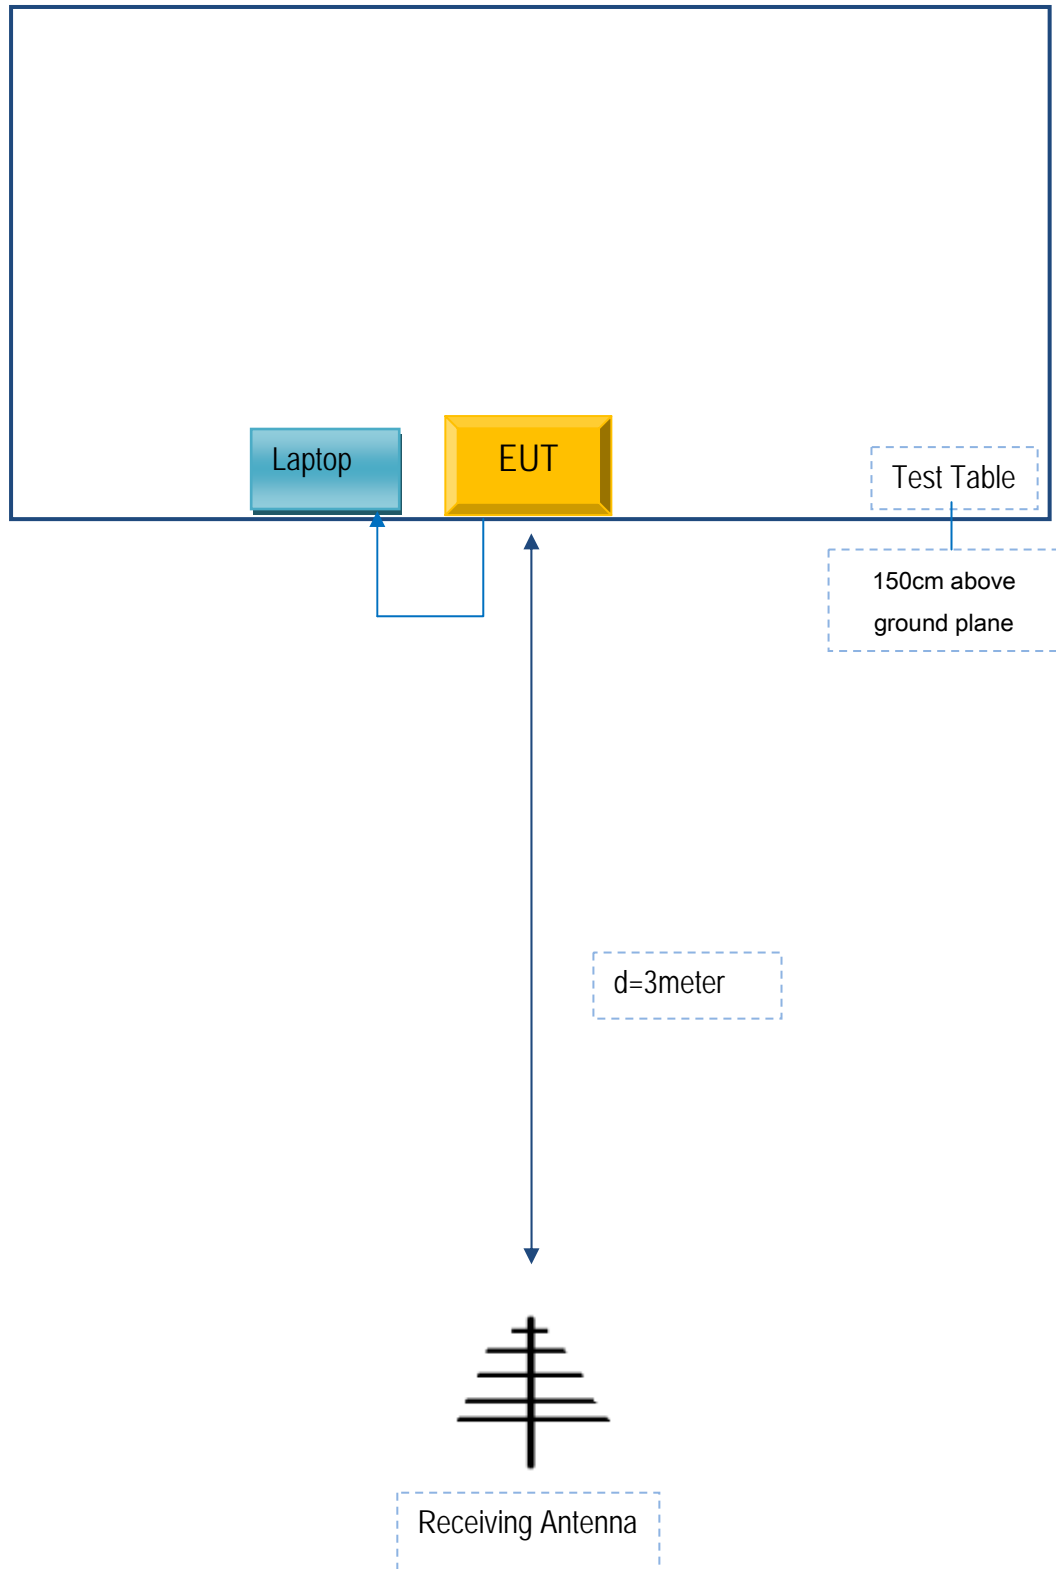 Laptop
EUT
Test Table
150cm above
ground plane
d=3meter
Receiving Antenna